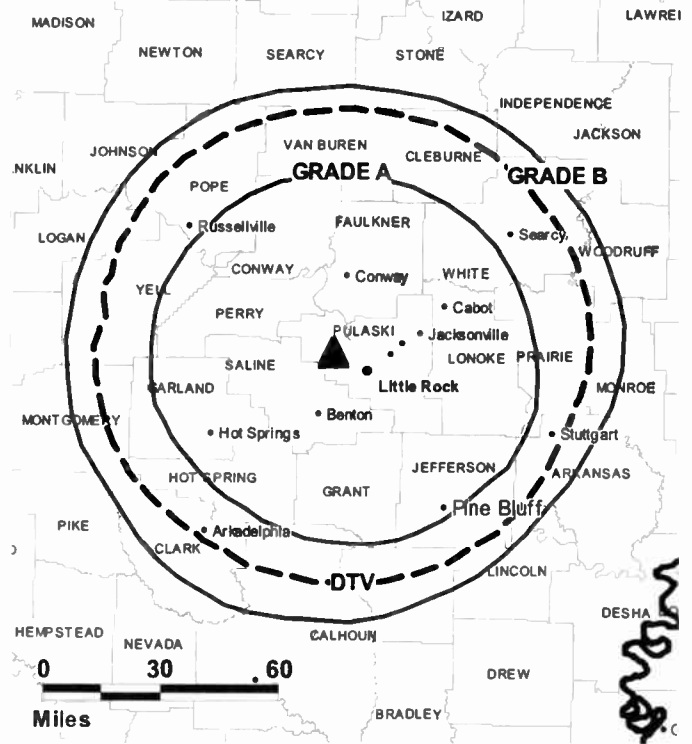 MADISON
IZARD
LAWREI
NEWTON
SEARCY
STONE
INDEPENDENCE
JACKSON
JOHNSON
VAN BUREN
CLEBURNE
NKLIN
GRADE A
GRADE B
POPE
Russellville
FAULKNER
Searcy
LOGAN
WOODRUFF
CONWAY
Conway
WHITE
YELL
PERRY
Cabot
PULASKI
Jacksonville
SALINE
LONOKE
PRAIRIE
Little Rock
GARLAND
MONROE
Benton
MONTGOMERY
Hot Springs
Stuttgart
HOT SPRING
JEFFERSON
ARKANSAS
GRANT
Pine Bluff
PIKE
Arkadelphia
CLARK
DTV
LINCOLN
DESHA
HEMPSTEAD
NEVADA
CALHOUN
0 30 60
DREW
Miles
BRADLEY